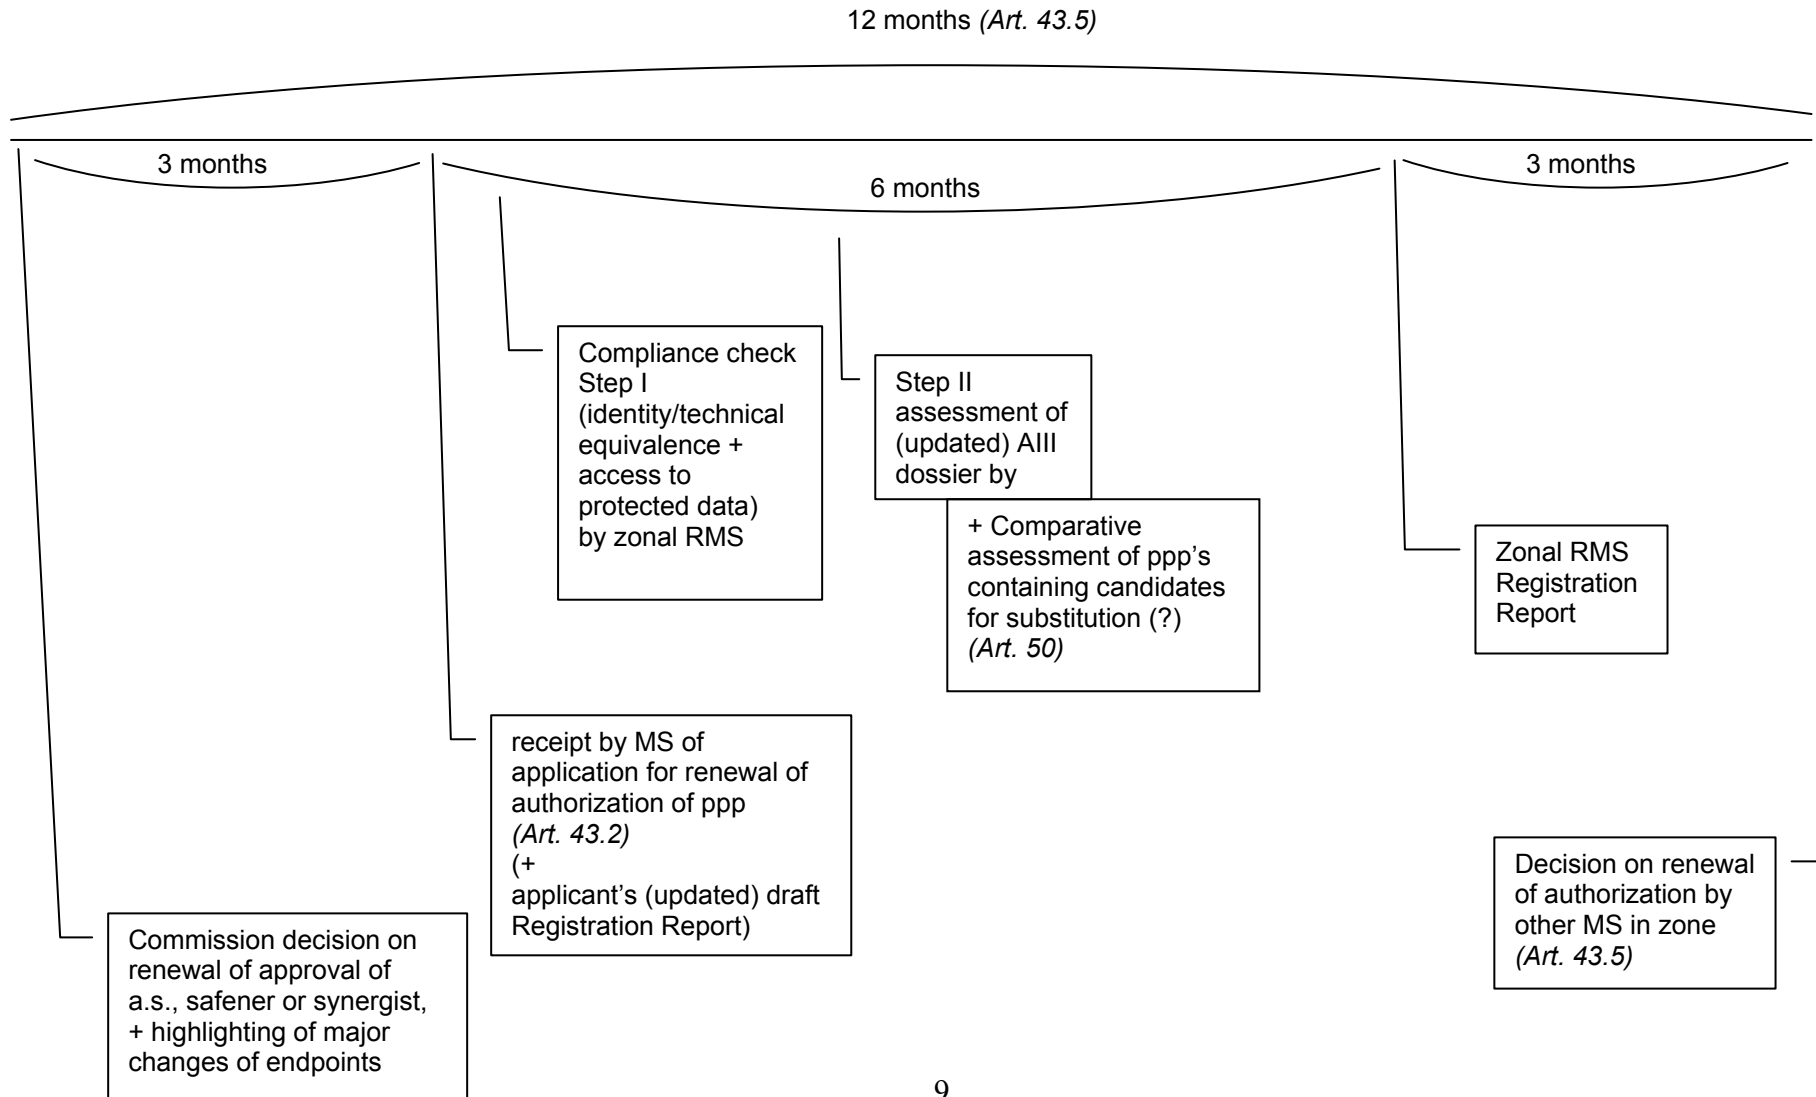 12 months (Art. 43.5)
3 months
6 months
3 months
Compliance check
Step I
(identity/technical
equivalence +
access to
protected data)
by zonal RMS
Step II
assessment of
(updated) AIII
dossier by
+ Comparative
assessment of ppp's
containing candidates
for substitution (?)
(Art. 50)
Zonal RMS
Registration
Report
receipt by MS of
application for renewal of
authorization of ppp
(Art. 43.2)
(+
applicant's (updated) draft
Registration Report)
Decision on renewal
of authorization by
other MS in zone
(Art. 43.5)
Commission decision on
renewal of approval of
a.s., safener or synergist,
+ highlighting of major
changes of endpoints
9